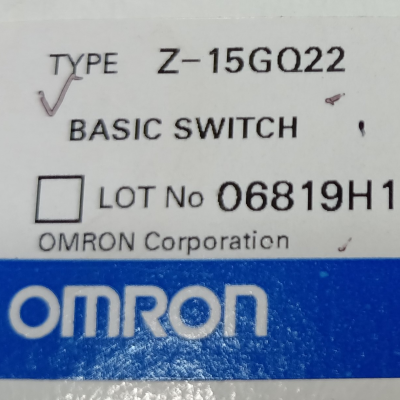 TYPE Z-15GQ22
BASIC SWITCH
LOT No 06819H1
OMRON Corporation
OMRON